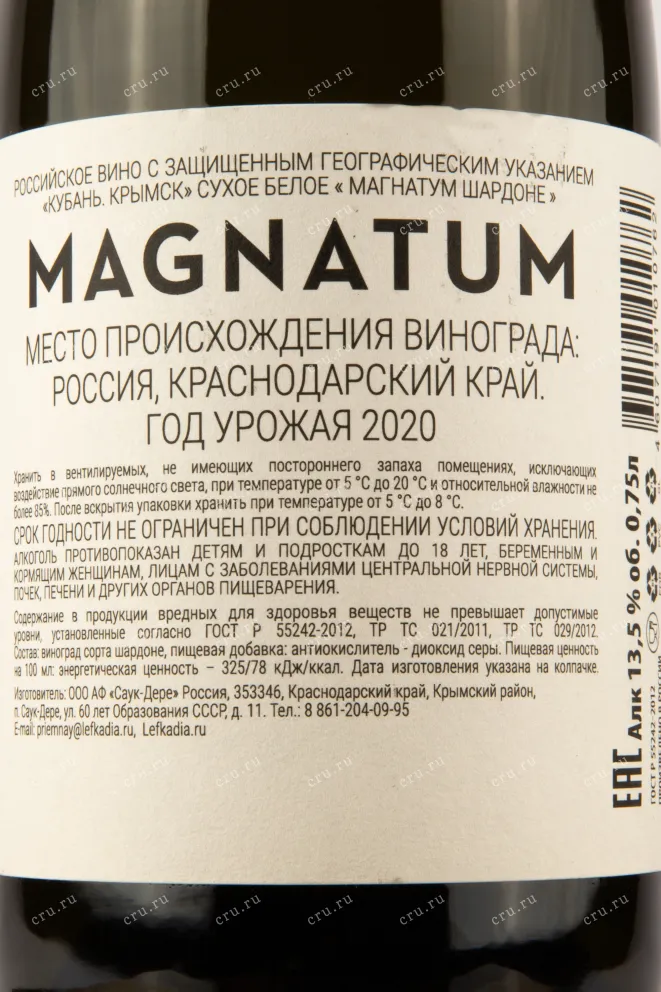 РОССИЙСКОЕ ВИНО С ЗАЩИЩЕННЫМ ГЕОГРАФИЧЕСКИМ УКАЗАНИЕМ
«КУБАНЬ. КРЫМСК» СУХОЕ БЕЛОЕ « МАГНАТУМ ШАРДОНЕ »
MAGNATUM
МЕСТО ПРОИСХОЖДЕНИЯ ВИНОГРАДА:
РОССИЯ, КРАСНОДАРСКИЙ КРАЙ.
ГОД УРОЖАЯ 2020
Хранить в вентилируемых, не имеющих постороннего запаха помещениях, исключающих
воздействие прямого солнечного света, при температуре от 5 °С до 20 °С и относительной влажности не
более 85%. После вскрытия упаковки хранить при температуре от 5 °С до 8 °С.
СРОК ГОДНОСТИ НЕ ОГРАНИЧЕН ПРИ СОБЛЮДЕНИИ УСЛОВИЙ ХРАНЕНИЯ.
АЛКОГОЛЬ ПРОТИВОПОКАЗАН ДЕТЯМ И ПОДРОСТКАМ ДО 18 ЛЕТ, БЕРЕМЕННЫМ И
КОРМЯЩИМ ЖЕНЩИНАМ, ЛИЦАМ С ЗАБОЛЕВАНИЯМИ ЦЕНТРАЛЬНОЙ НЕРВНОЙ СИСТЕМЫ,
ПОЧЕК, ПЕЧЕНИ И ДРУГИХ ОРГАНОВ ПИЩЕВАРЕНИЯ.
Содержание в продукции вредных для здоровья веществ не превышает допустимые
уровни, установленные согласно ГОСТ Р 55242-2012, ТР ТС 021/2011, ТР ТС 029/2012.
Состав: виноград сорта шардоне, пищевая добавка: антиокислитель - диоксид серы. Пищевая ценность
на 100 мл: энергетическая ценность – 325/78 кДж/ккал. Дата изготовления указана на колпачке.
Изготовитель: ООО АФ «Саук-Дере» Россия, 353346, Краснодарский край, Крымский район,
п. Саук-Дере, ул. 60 лет Образования СССР, д. 11. Тел.: 8 861-204-09-95
E-mail: priemnay@lefkadia.ru, Lefkadia.ru
Алк 13,5 % об. 0,75л
ЕАС
ГОСТ Р 55242-2012
cru.ru